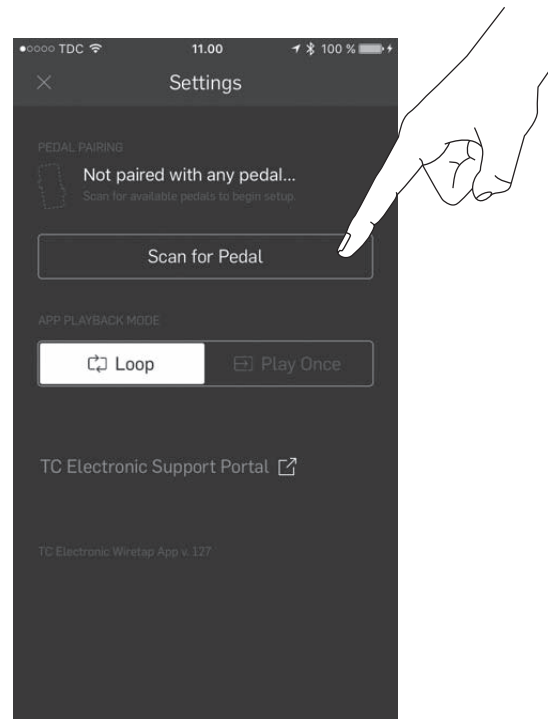 TDC 11.00 100 %
Settings
PEDAL PAIRING
Not paired with any pedal...
Scan for available pedals to begin setup.
Scan for Pedal
APP PLAYBACK MODE
Loop Play Once
TC Electronic Support Portal
TC Electronic Wiretap App v. 127